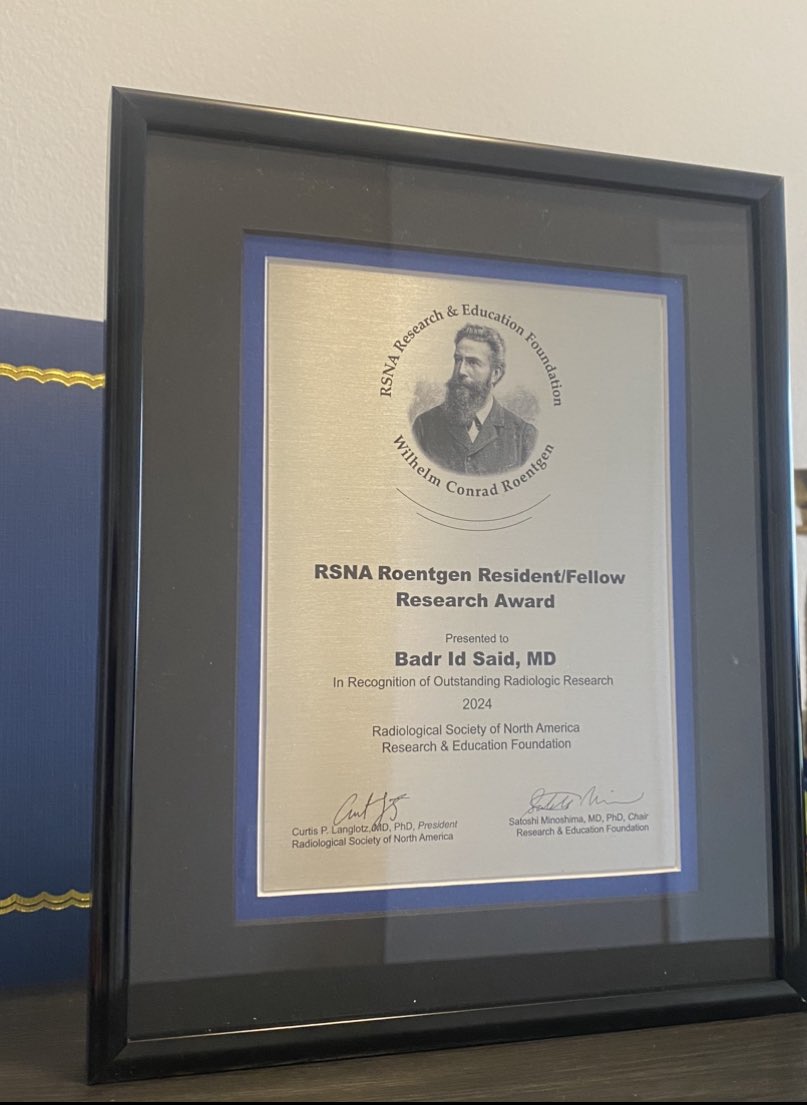 RSNA Research & Education Foundation
Wilhelm Conrad Roentgen
RSNA Roentgen Resident/Fellow
Research Award
Presented to
Badr Id Said, MD
In Recognition of Outstanding Radiologic Research
2024
Radiological Society of North America
Research & Education Foundation
Curtis P. Langlotz, MD, PhD, President
Radiological Society of North America
Satoshi Minoshima, MD, PhD, Chair
Research & Education Foundation